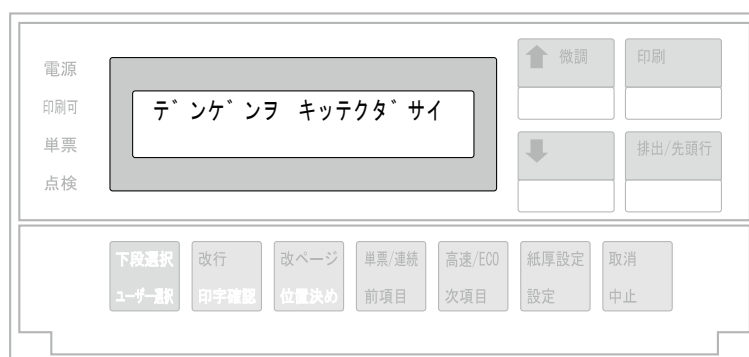 電源
印刷可
単票
点検
デンゲンヲ キッテクダサイ
微調
印刷
排出/先頭行
下段選択
ユーザー選択
改行
印字確認
改ページ
位置決め
単票/連続
前項目
高速/ECO
次項目
紙厚設定
設定
取消
中止